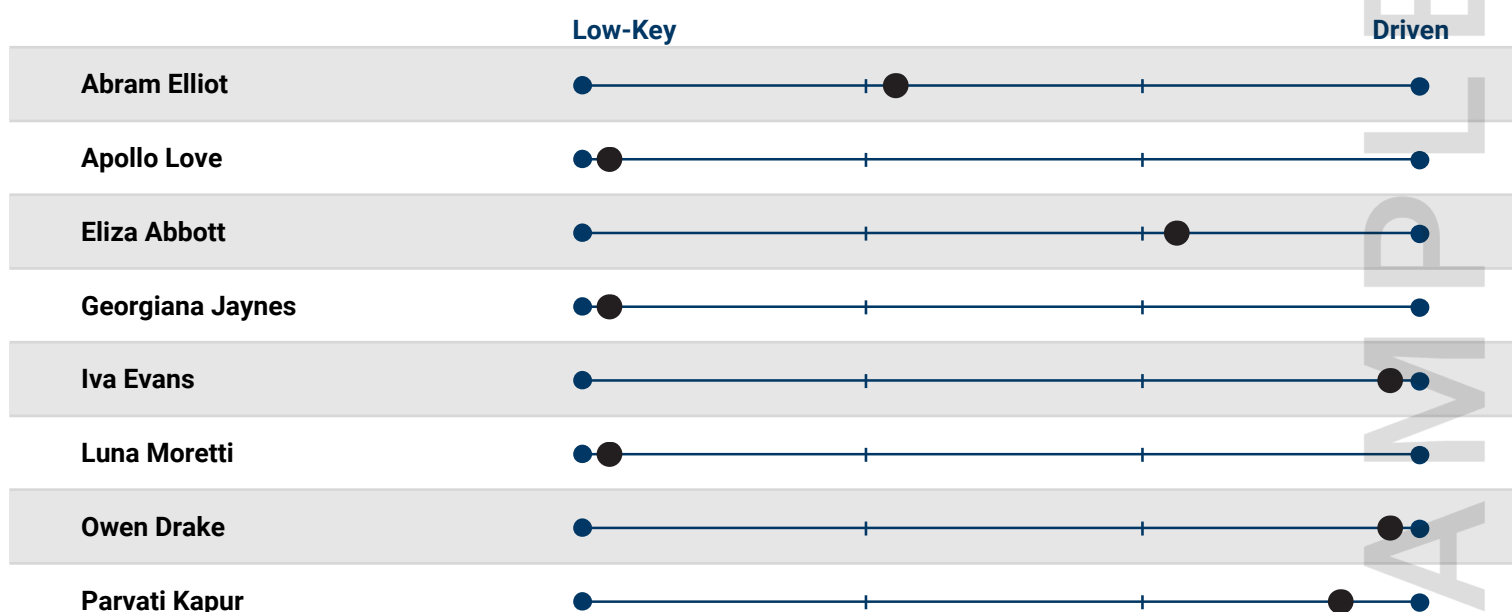 Low-Key Driven
Abram Elliot
Apollo Love
Eliza Abbott
Georgiana Jaynes
Iva Evans
Luna Moretti
Owen Drake
Parvati Kapur
AMPLE